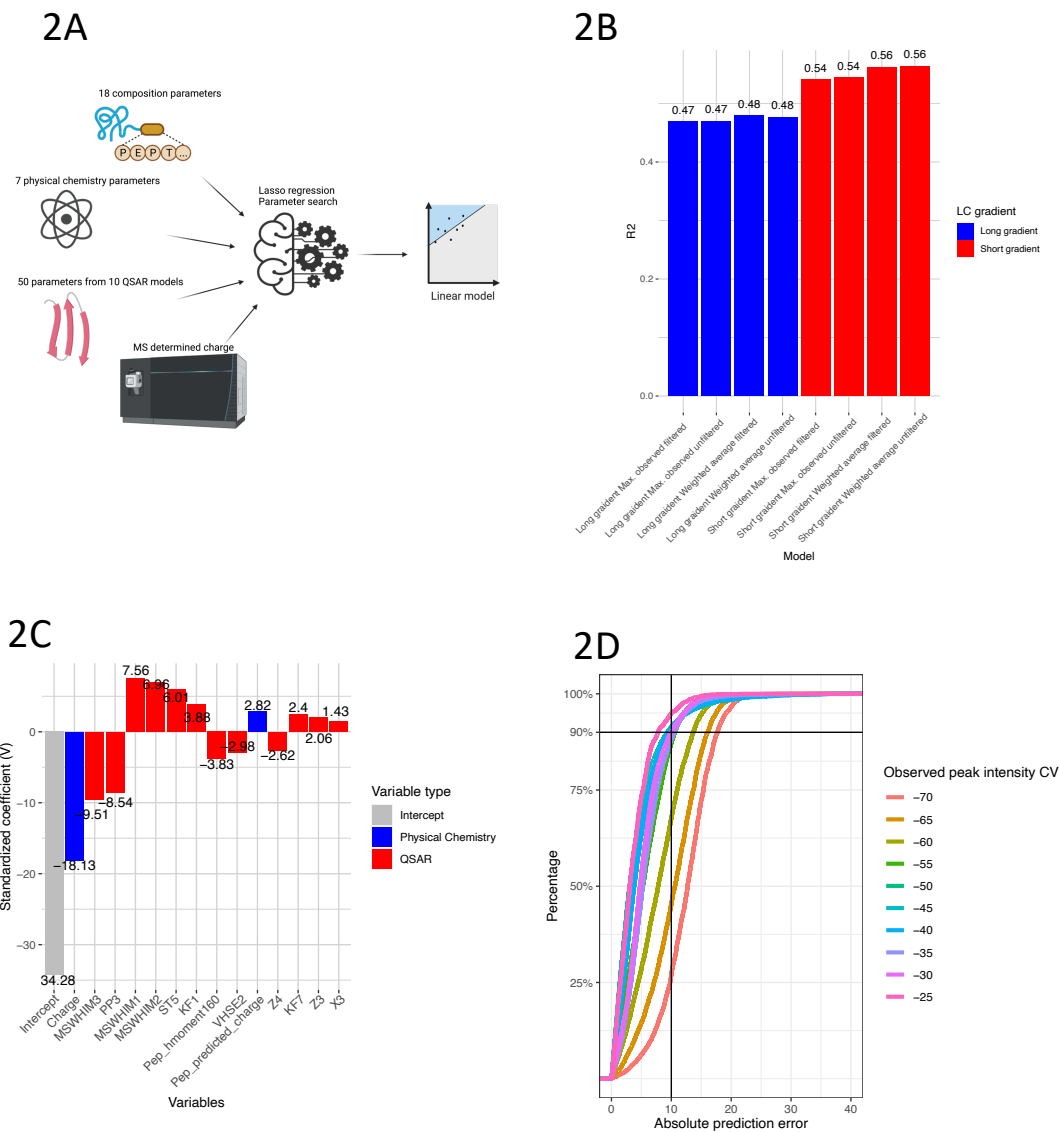 2A
18 composition parameters
P E P T ...
7 physical chemistry parameters
Lasso regression
Parameter search
50 parameters from 10 QSAR models
MS determined charge
Linear model
2B
0.47
0.47
0.48
0.48
0.54
0.54
0.56
0.56
0.4
0.2
0.0
R2
Long graident Max. observed filtered
Long graident Max. observed unfiltered
Long graident Weighted average filtered
Long gradient Weighted average unfiltered
Short graident Max. observed filtered
Short gradient Max. observed unfiltered
Short gradient Weighted average filtered
Short gradient Weighted average unfiltered
Model
LC gradient
Long gradient
Short gradient
2C
Standardized coefficient (V)
0
−10
−20
−30
34.28
−18.13
−9.51
−8.54
7.56
6.96
6.01
3.88
−3.83
−2.98
2.82
−2.62
2.4
2.06
1.43
Intercept
Charge
MSWHIM3
PP3
MSWHIM1
MSWHIM2
ST5
KF1
Pep_hmoment160
VHSE2
Pep_predicted_charge
Z4
KF7
Z3
X3
Variables
Variable type
Intercept
Physical Chemistry
QSAR
2D
Percentage
100%
90%
75%
50%
25%
0 10 20 30 40
Absolute prediction error
Observed peak intensity CV
−70
−65
−60
−55
−50
−45
−40
−35
−30
−25